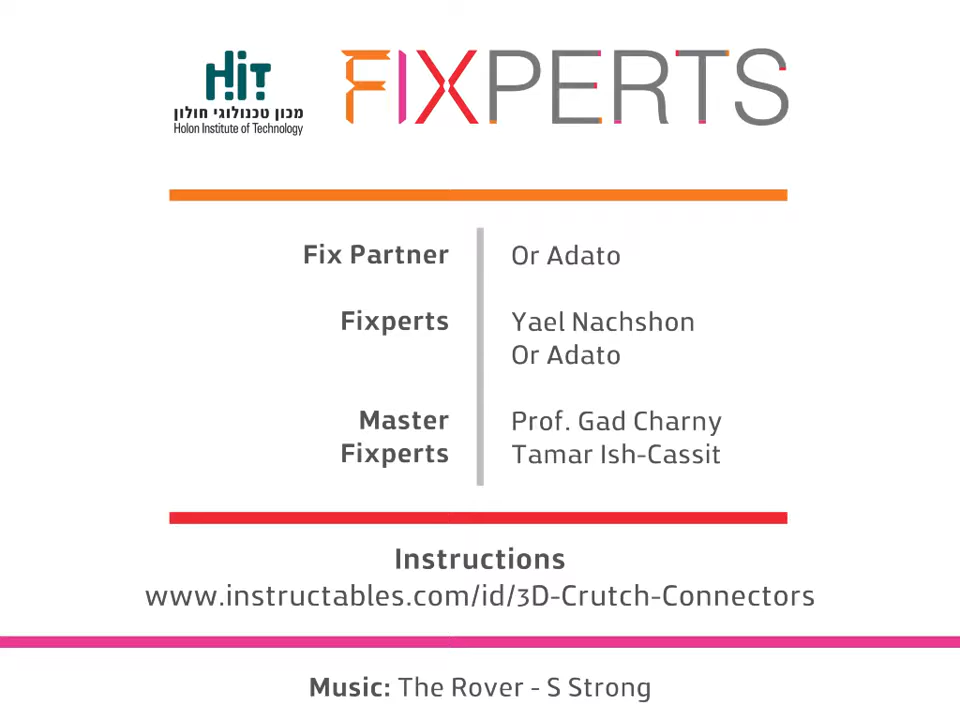 HiT
FIXPERTS
מכון טכנולוגי חולון
Holon Institute of Technology
Fix Partner
Or Adato
Fixperts
Yael Nachshon
Or Adato
Master
Fixperts
Prof. Gad Charny
Tamar Ish-Cassit
Instructions
www.instructables.com/id/3D-Crutch-Connectors
Music: The Rover - S Strong